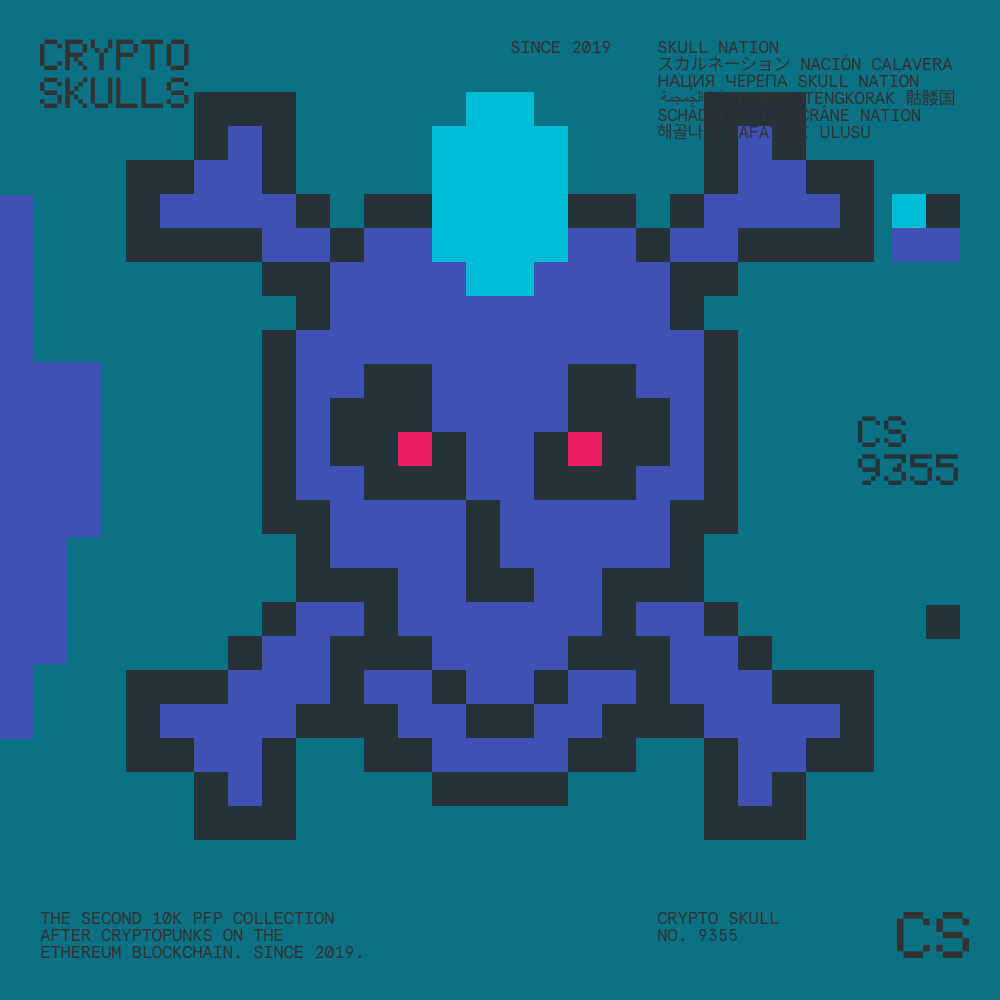 CRYPTO
SKULLS
SINCE 2019
SKULL NATION
スカルネーション NACIÓN CALAVERA
НАЦИЯ ЧЕРЕПА SKULL NATION
TENGKORAK 骷髅国
CRÂNE NATION
해골 ULUSU
CS
9355
THE SECOND 10K PFP COLLECTION
AFTER CRYPTOPUNKS ON THE
ETHEREUM BLOCKCHAIN. SINCE 2019.
CRYPTO SKULL
NO. 9355
CS